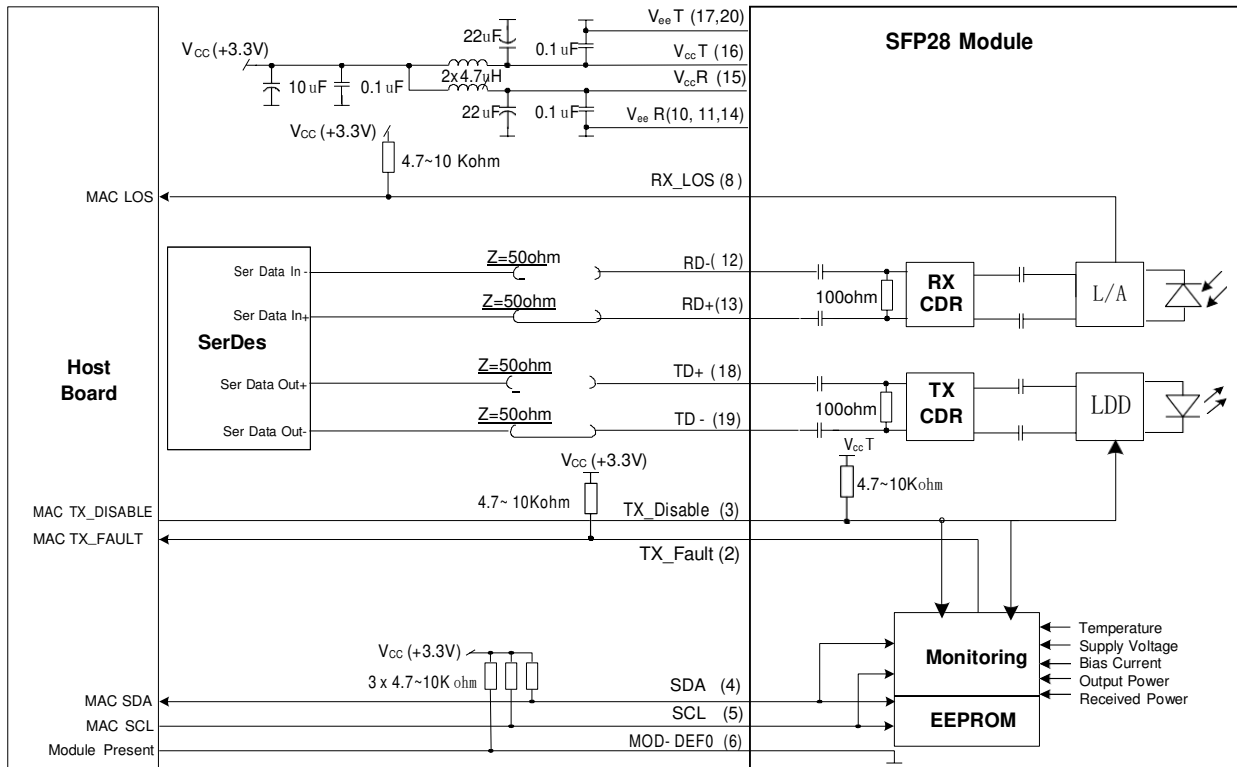 VeeT (17,20)
SFP28 Module
22uF
0.1 uF
VCC (+3.3V)
VccT (16)
2x4.7uH
VccR (15)
10 uF
0.1 uF
22uF
0.1 uF
Vee R(10, 11,14)
VCC (+3.3V)
4.7~10 Kohm
RX_LOS (8)
MAC LOS
Z=50ohm
RD-( 12)
Ser Data In -
100ohm
RX
CDR
L/A
Z=50ohm
RD+(13)
Ser Data In+
SerDes
Host
Board
Z=50ohm
TD+ (18)
Ser Data Out+
100ohm
TX
CDR
LDD
Z=50ohm
TD - (19)
Ser Data Out-
VccT
VCC (+3.3V)
4.7~10Kohm
4.7~ 10Kohm
MAC TX_DISABLE
TX_Disable (3)
MAC TX_FAULT
TX_Fault (2)
Temperature
Supply Voltage
Monitoring
Bias Current
Output Power
Received Power
VCC (+3.3V)
3 x 4.7~10K ohm
SDA (4)
MAC SDA
SCL (5)
EEPROM
MAC SCL
MOD- DEF0 (6)
Module Present